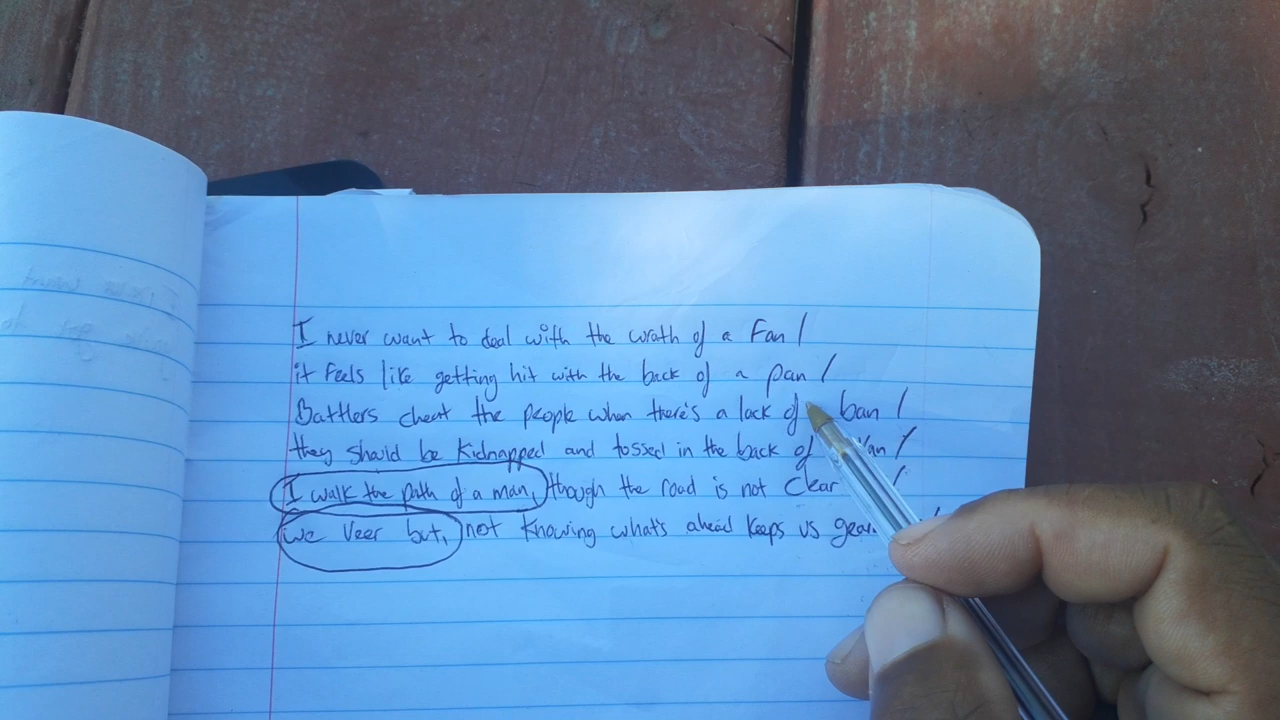 I never want to deal with the wrath of a Fan /
it feels like getting hit with the back of a pan /
Battlers cheat the people when there's a lack of ban /
they should be kidnapped and tossed in the back of Van /
I walk the path of a man, though the road is not clear /
we veer but, not knowing what's ahead keeps us